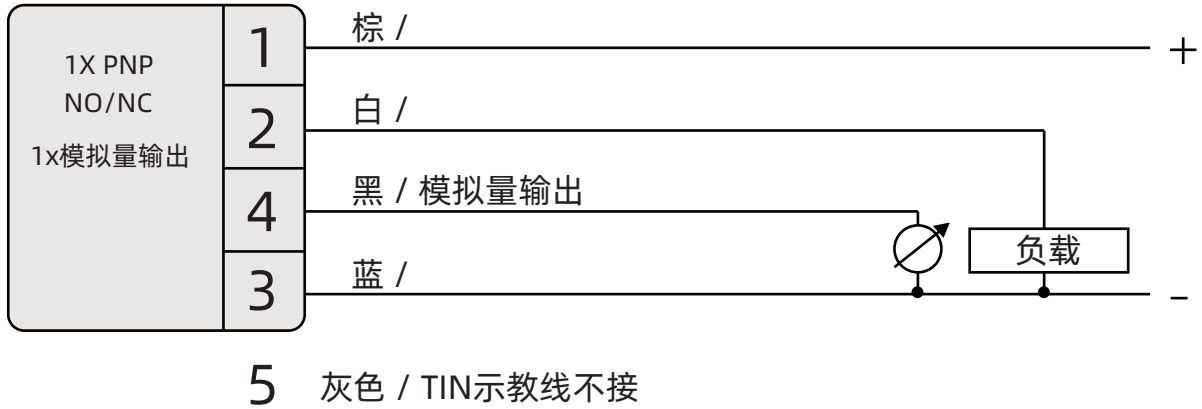 1X PNP
NO/NC
1x模拟量输出
1 棕 / +
2 白 /
4 黑 / 模拟量输出
负载
3 蓝 / -
5 灰色 / TIN示教线不接